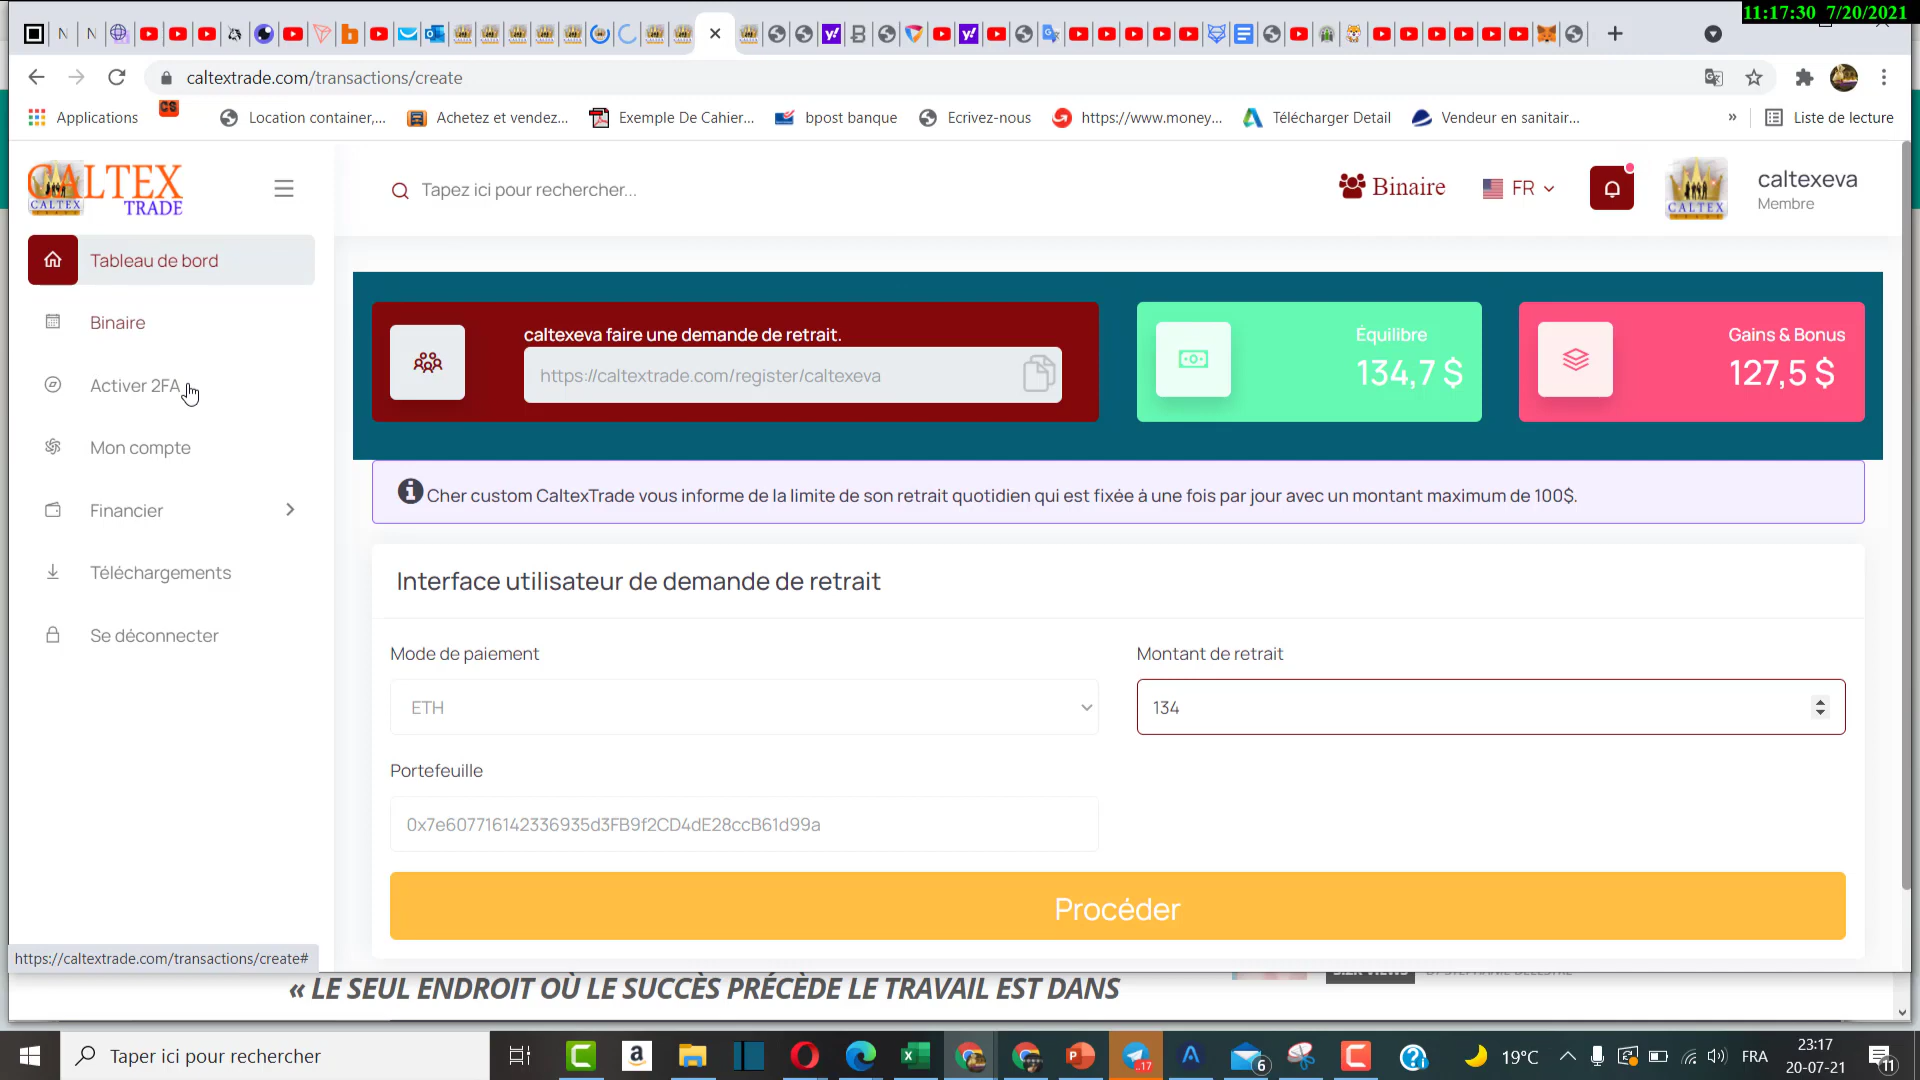 11:17:30 7/20/2021
caltextrade.com/transactions/create
Applications
CS
Location container,...
Achetez et vendez...
Exemple De Cahier...
bpost banque
Ecrivez-nous
https://www.money...
Télécharger Detail
Vendeur en sanitair...
»
Liste de lecture
CALTEX
TRADE
CALTEX
Tapez ici pour rechercher...
Binaire
FR
CALTEX
caltexeva
Membre
Tableau de bord
Binaire
Activer 2FA
Mon compte
Financier
Téléchargements
Se déconnecter
caltexeva faire une demande de retrait.
https://caltextrade.com/register/caltexeva
Équilibre
134,7 $
Gains & Bonus
127,5 $
Cher custom CaltexTrade vous informe de la limite de son retrait quotidien qui est fixée à une fois par jour avec un montant maximum de 100$.
Interface utilisateur de demande de retrait
Mode de paiement
Montant de retrait
ETH
134
Portefeuille
0x7e607716142336935d3FB9f2CD4dE28ccB61d99a
Procéder
https://caltextrade.com/transactions/create#
« LE SEUL ENDROIT OÙ LE SUCCÈS PRÉCÈDE LE TRAVAIL EST DANS
Taper ici pour rechercher
..17
6
19°C
FRA
23:17
20-07-21
11